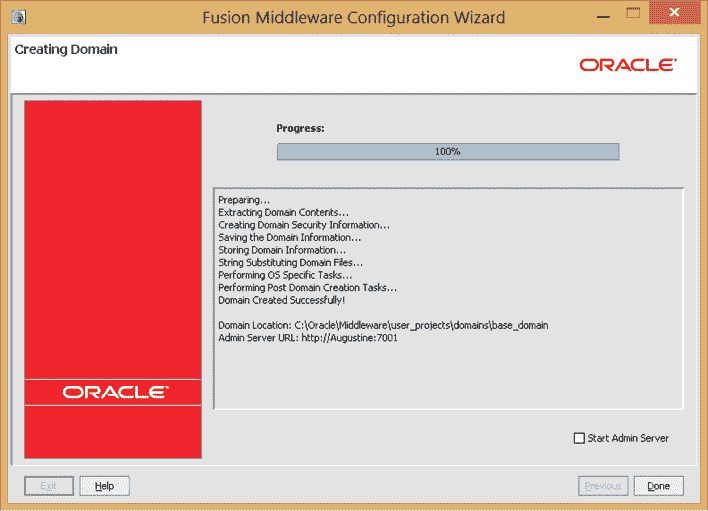 Fusion Middleware Configuration Wizard
Creating Domain
ORACLE
Progress:
100%
Preparing...
Extracting Domain Contents...
Creating Domain Security Information...
Saving the Domain Information...
Storing Domain Information...
String Substituting Domain Files...
Performing OS Specific Tasks...
Performing Post Domain Creation Tasks...
Domain Created Successfully!
Domain Location: C:\Oracle\Middleware\user_projects\domains\base_domain
Admin Server URL: http://Augustine:7001
ORACLE
Start Admin Server
Exit
Help
Previous
Done